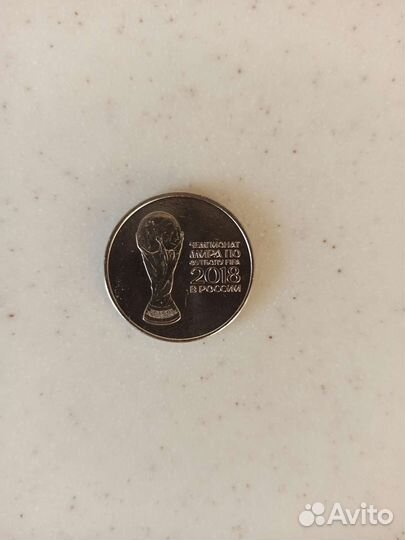 ЧЕМПИОНАТ
МИРА ПО
ФУТБОЛУ FIFA
2018
В РОССИИ
Avito